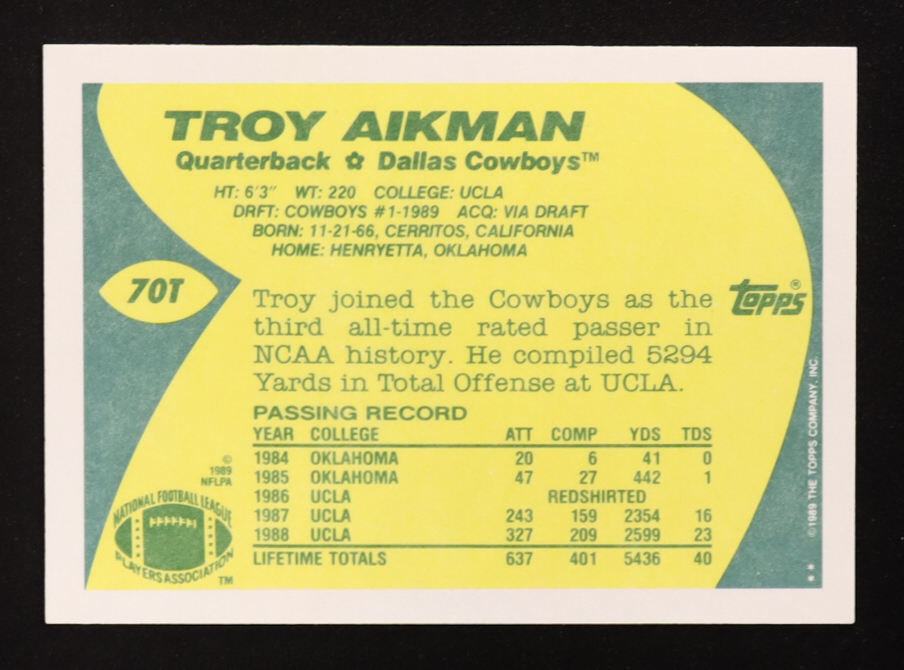 TROY AIKMAN
Quarterback ✿ Dallas Cowboys™
HT: 6'3" WT: 220 COLLEGE: UCLA
DRFT: COWBOYS #1-1989 ACQ: VIA DRAFT
BORN: 11-21-66, CERRITOS, CALIFORNIA
HOME: HENRYETTA, OKLAHOMA
70T
Troy joined the Cowboys as the
third all-time rated passer in
NCAA history. He compiled 5294
Yards in Total Offense at UCLA.
topps®
PASSING RECORD
YEAR COLLEGE ATT COMP YDS TDS
1984 OKLAHOMA 20 6 41 0
1985 OKLAHOMA 47 27 442 1
1986 UCLA REDSHIRTED
1987 UCLA 243 159 2354 16
1988 UCLA 327 209 2599 23
LIFETIME TOTALS 637 401 5436 40
©
1989
NFLPA
NATIONAL FOOTBALL LEAGUE
PLAYERS ASSOCIATION
TM
** ©1989 THE TOPPS COMPANY, INC.